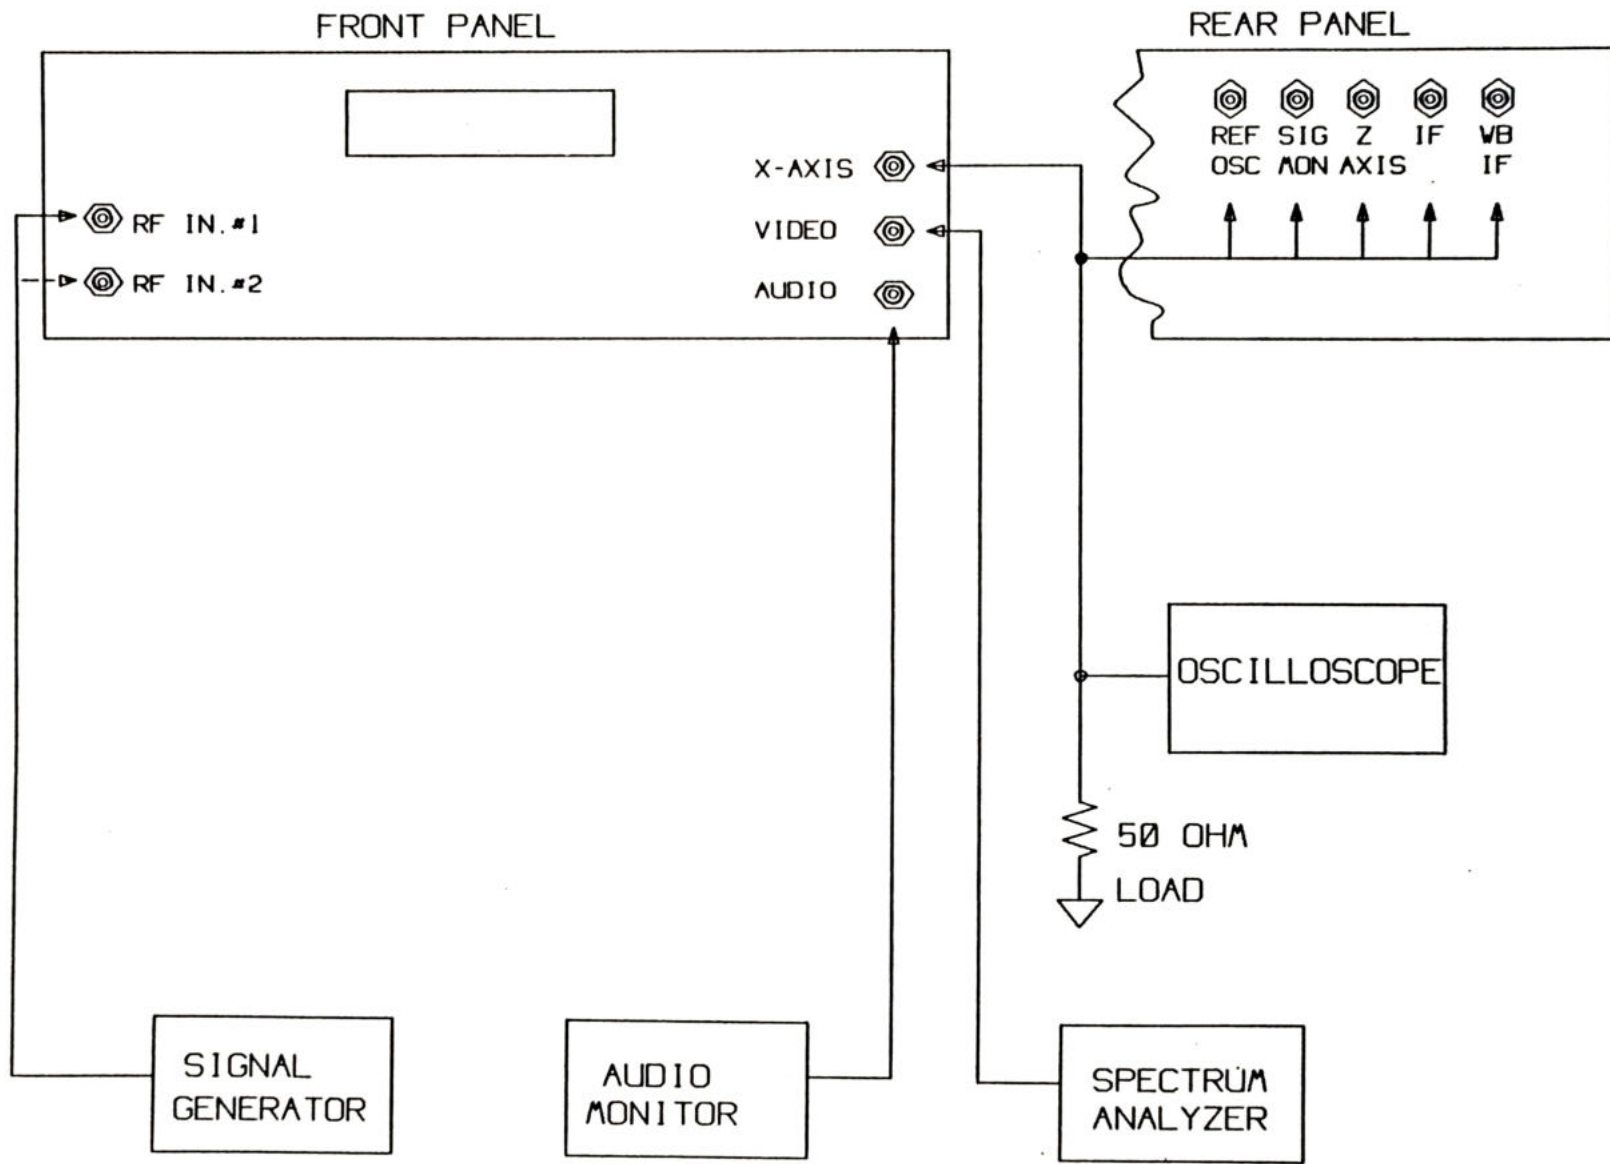 FRONT PANEL
REAR PANEL
X-AXIS
VIDEO
AUDIO
RF IN.#1
RF IN.#2
REF SIG Z IF WB
OSC MON AXIS IF
OSCILLOSCOPE
50 OHM
LOAD
SIGNAL
GENERATOR
AUDIO
MONITOR
SPECTRUM
ANALYZER